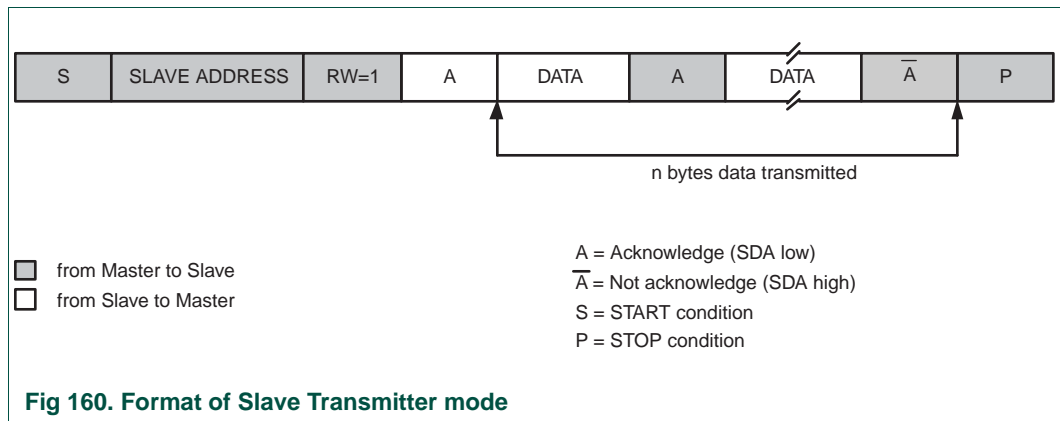 S SLAVE ADDRESS RW=1 A DATA A DATA A̅ P
n bytes data transmitted
from Master to Slave
from Slave to Master
A = Acknowledge (SDA low)
A̅ = Not acknowledge (SDA high)
S = START condition
P = STOP condition
Fig 160. Format of Slave Transmitter mode